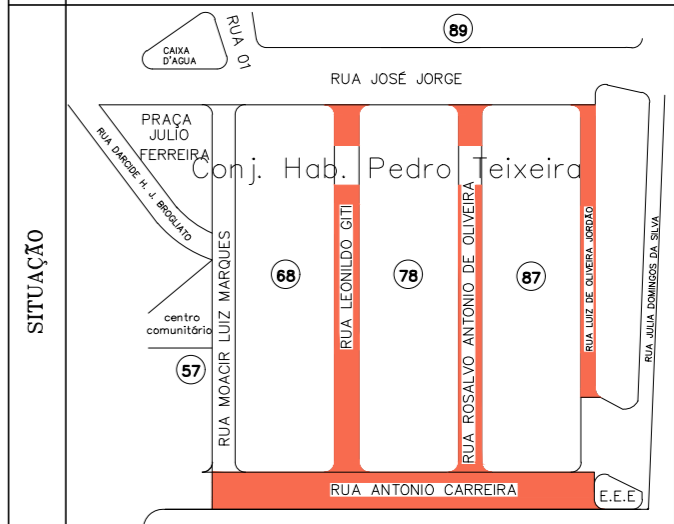 SITUAÇÃO
CAIXA
D'AGUA
RUA 01
89
RUA JOSÉ JORGE
PRAÇA
JULIO
FERREIRA
RUA DARCIDE H. J. BROGLIATO
Conj. Hab. Pedro Teixeira
RUA MOACIR LUIZ MARQUES
68
RUA LEONILDO GITI
78
RUA ROSALVO ANTONIO DE OLIVEIRA
87
RUA LUIZ DE OLIVEIRA JORDÃO
RUA JULIA DOMINGOS DA SILVA
centro
comunitário
57
RUA ANTONIO CARREIRA
E.E.E